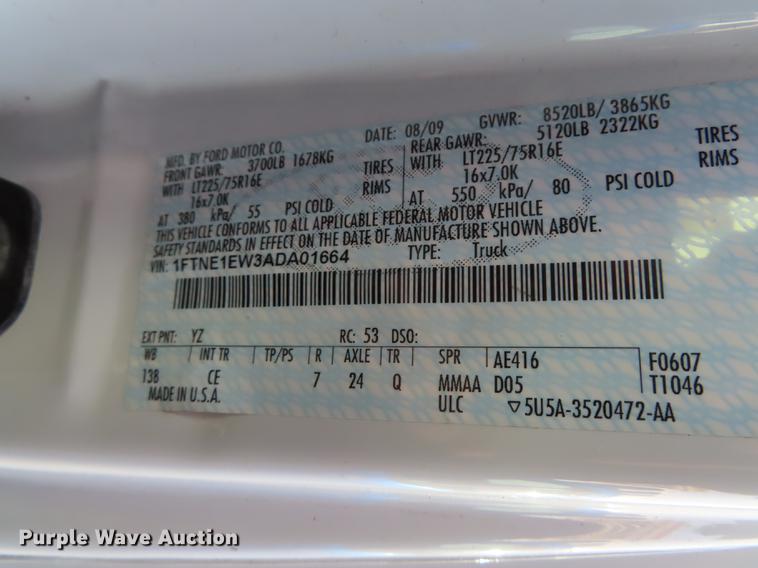 MFD. BY FORD MOTOR CO. DATE: 08/09 GVWR: 8520LB/ 3865KG
FRONT GAWR: 3700LB 1678KG REAR GAWR: 5120LB 2322KG
WITH LT225/75R16E TIRES WITH LT225/75R16E TIRES
16x7.0K RIMS 16x7.0K RIMS
AT 380 kPa/ 55 PSI COLD AT 550 kPa/ 80 PSI COLD
THIS VEHICLE CONFORMS TO ALL APPLICABLE FEDERAL MOTOR VEHICLE
SAFETY STANDARDS IN EFFECT ON THE DATE OF MANUFACTURE SHOWN ABOVE.
VIN: 1FTNE1EW3ADA01664 TYPE: Truck
EXT PNT: YZ RC: 53 DSO:
WB INT TR TP/PS R AXLE TR SPR AE416 F0607
138 CE 7 24 Q MMAA D05 T1046
MADE IN U.S.A. ULC ▽5U5A-3520472-AA
Purple Wave Auction